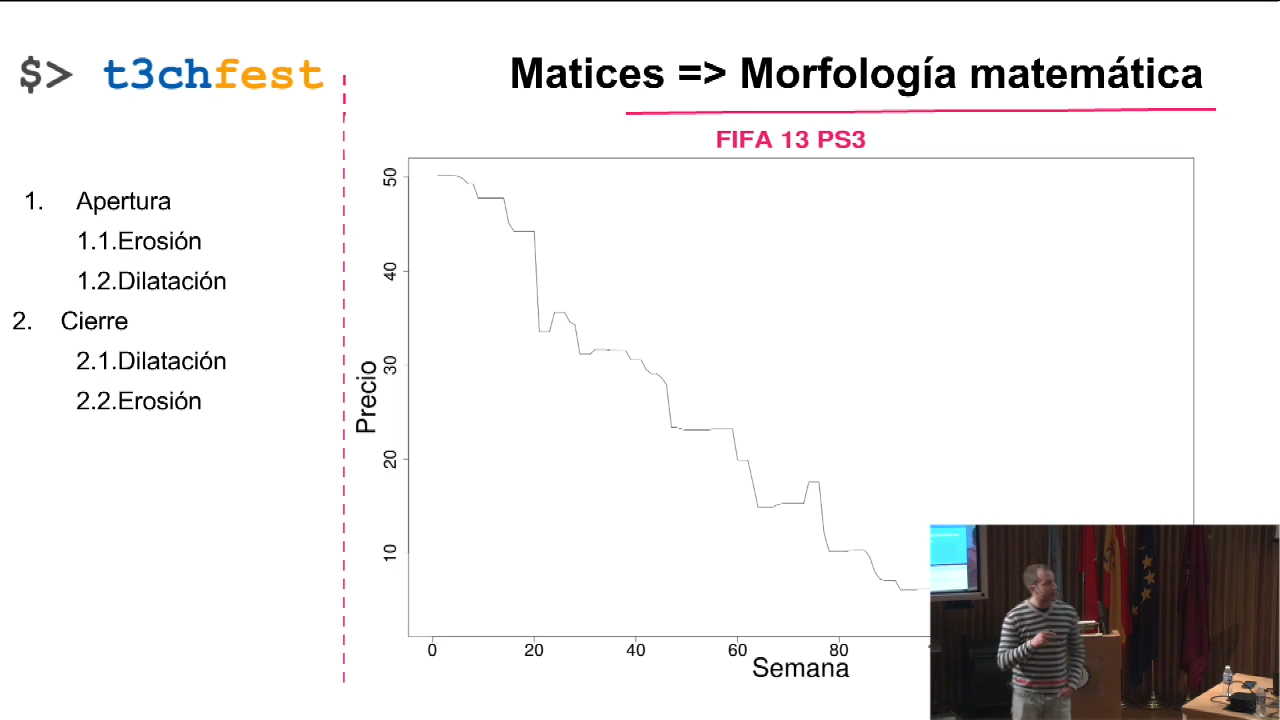 $> t3chfest
Matices => Morfología matemática
FIFA 13 PS3
1. Apertura
1.1.Erosión
1.2.Dilatación
2. Cierre
2.1.Dilatación
2.2.Erosión
Precio
50
40
30
20
10
0 20 40 60 80
Semana